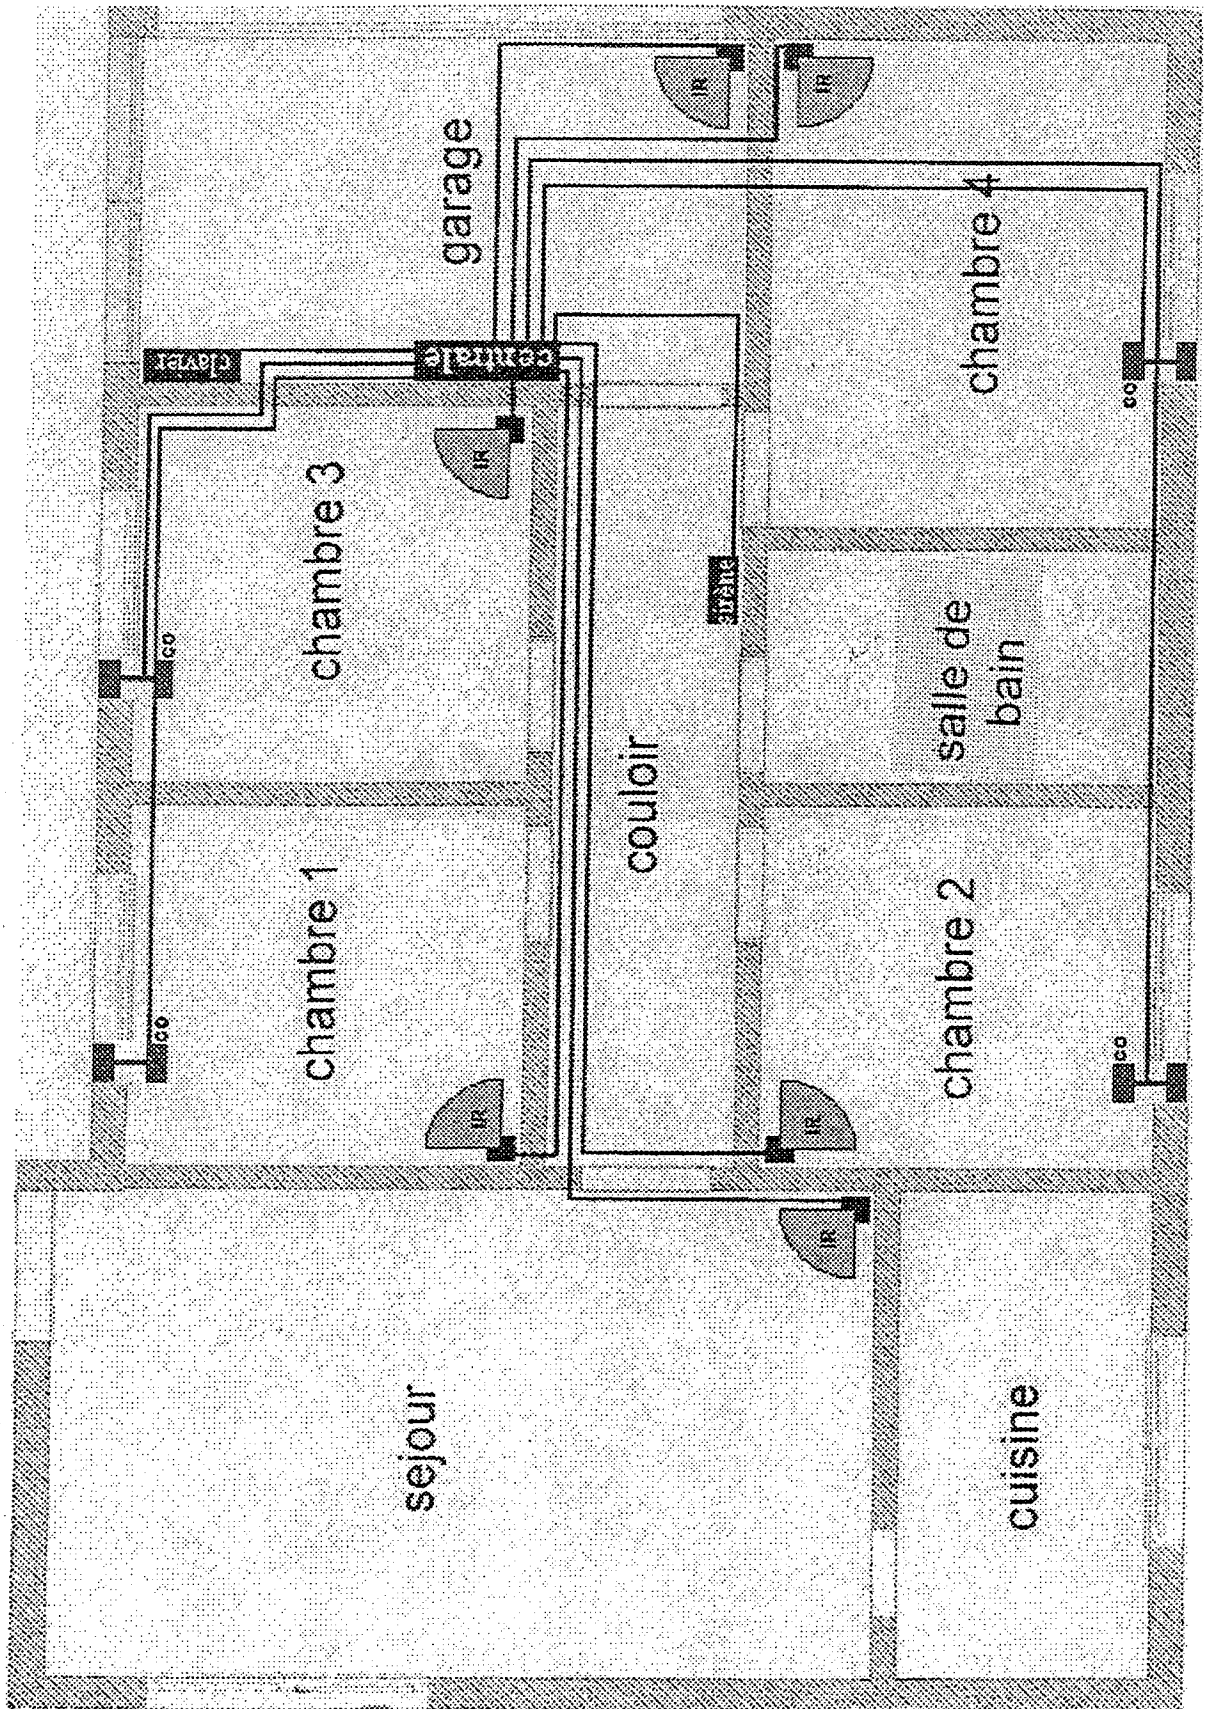 garage
IR
IR
clavier
centrale
chambre 4
IR
co
chambre 3
co
sirène
salle de
bain
couloir
chambre 1
chambre 2
co
co
IR
IR
IR
sejour
cuisine